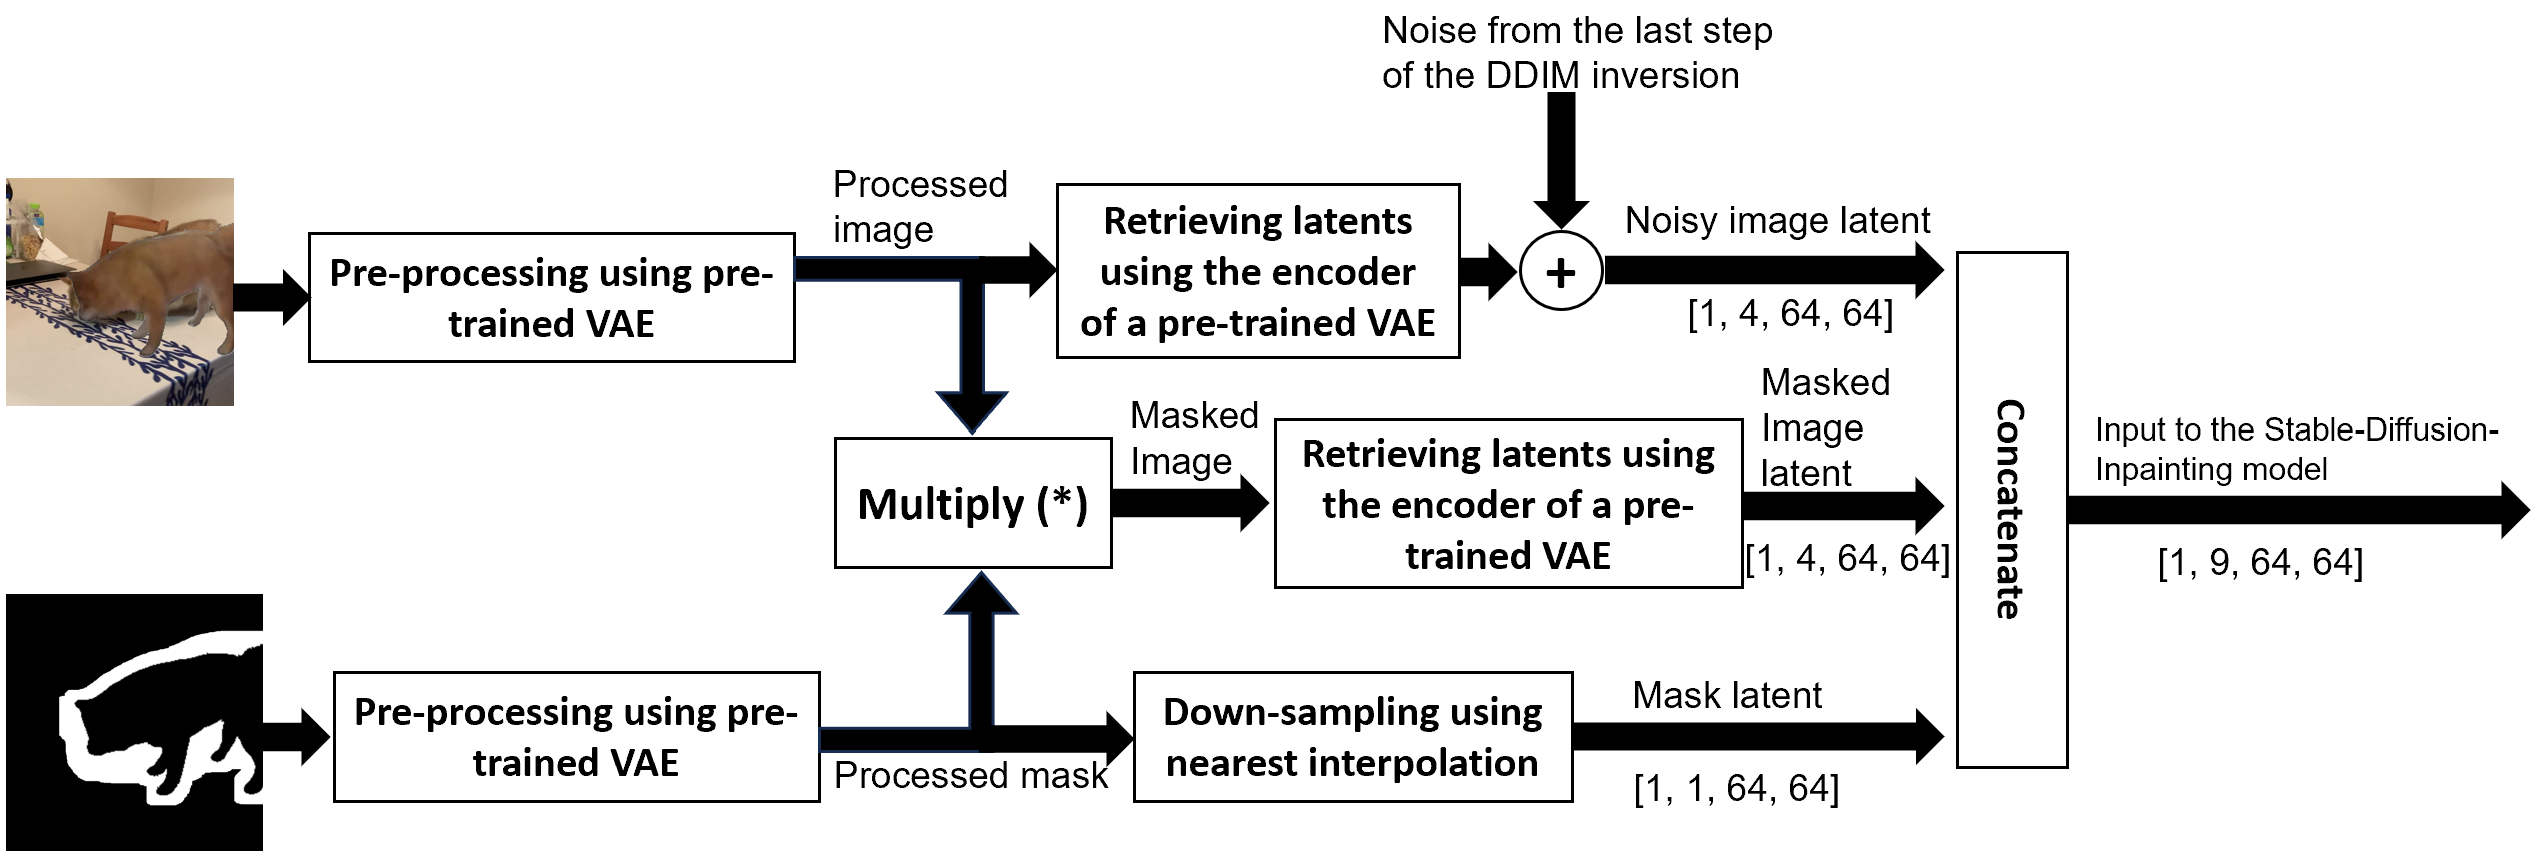 Noise from the last step
of the DDIM inversion
Processed
image
Pre-processing using pre-
trained VAE
Retrieving latents
using the encoder
of a pre-trained VAE
+
Noisy image latent
[1, 4, 64, 64]
Multiply (*)
Masked
Image
Retrieving latents using
the encoder of a pre-
trained VAE
Masked
Image
latent
[1, 4, 64, 64]
Pre-processing using pre-
trained VAE
Processed mask
Down-sampling using
nearest interpolation
Mask latent
[1, 1, 64, 64]
Concatenate
Input to the Stable-Diffusion-
Inpainting model
[1, 9, 64, 64]